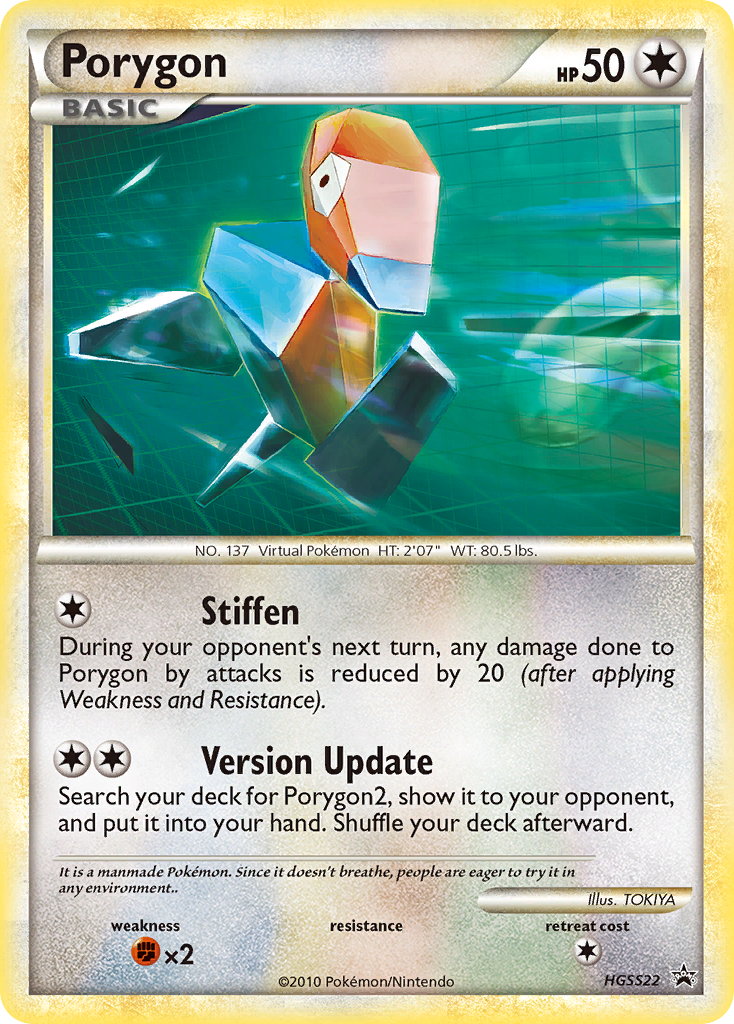 Porygon
HP 50
BASIC
NO. 137 Virtual Pokémon HT: 2'07" WT: 80.5 lbs.
Stiffen
During your opponent's next turn, any damage done to
Porygon by attacks is reduced by 20 (after applying
Weakness and Resistance).
Version Update
Search your deck for Porygon2, show it to your opponent,
and put it into your hand. Shuffle your deck afterward.
It is a manmade Pokémon. Since it doesn't breathe, people are eager to try it in
any environment..
Illus. TOKIYA
weakness resistance retreat cost
×2
©2010 Pokémon/Nintendo
HGSS22 PROMO